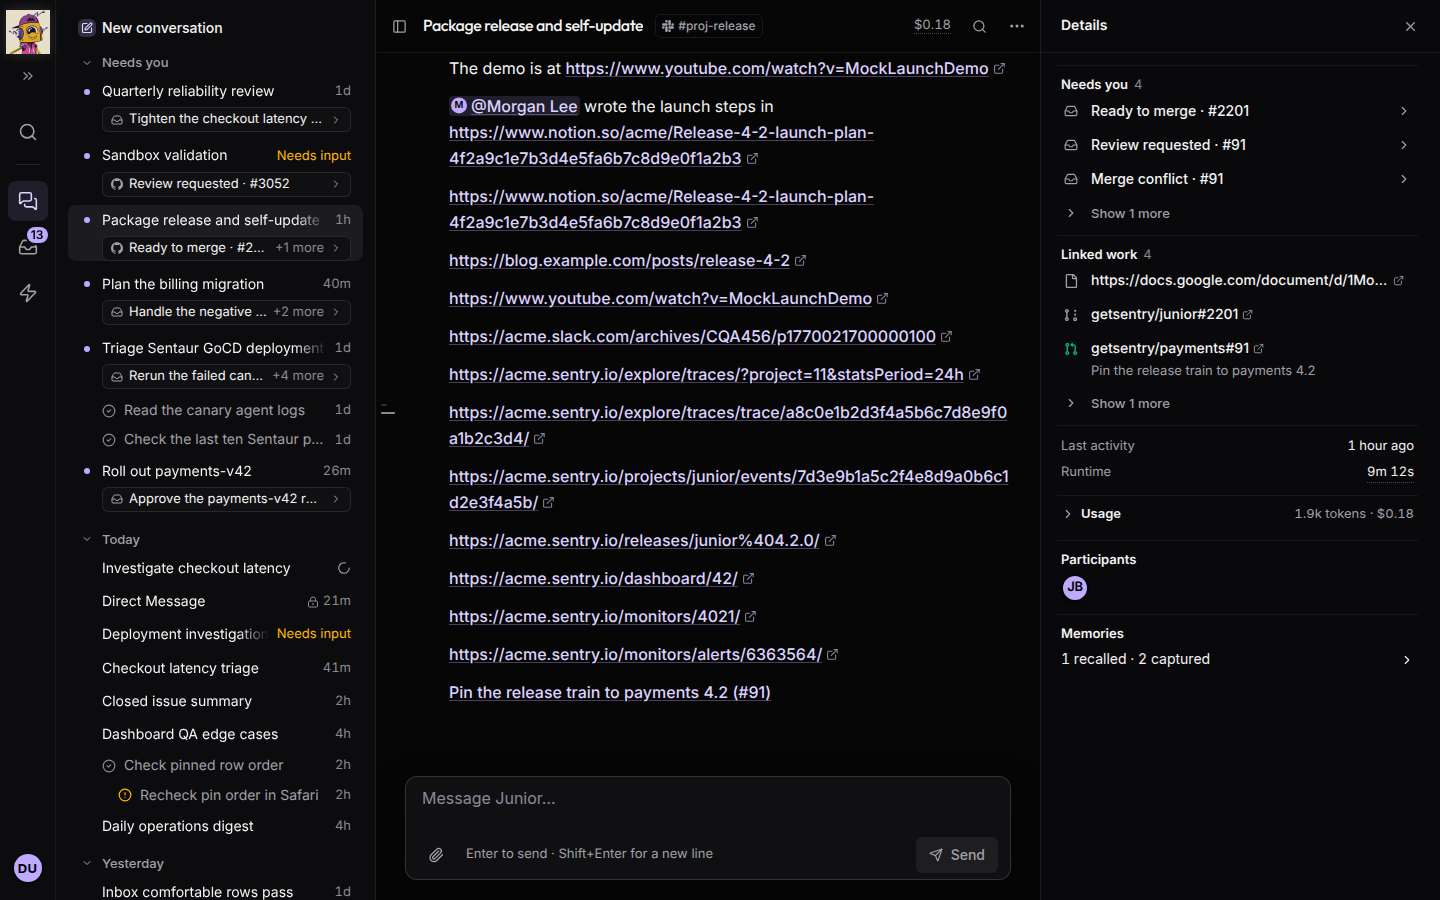 New conversation
Needs you
Quarterly reliability review 1d
Tighten the checkout latency ...
Sandbox validation Needs input
Review requested · #3052
Package release and self-update 1h
Ready to merge · #2... +1 more
Plan the billing migration 40m
Handle the negative ... +2 more
Triage Sentaur GoCD deployment 1d
Rerun the failed can... +4 more
Read the canary agent logs 1d
Check the last ten Sentaur p... 1d
Roll out payments-v42 26m
Approve the payments-v42 r...
Today
Investigate checkout latency
Direct Message 21m
Deployment investigation Needs input
Checkout latency triage 41m
Closed issue summary 2h
Dashboard QA edge cases 4h
Check pinned row order 2h
Recheck pin order in Safari 2h
Daily operations digest 4h
Yesterday
Inbox comfortable rows pass 1d
13
DU
Package release and self-update #proj-release $0.18
The demo is at https://www.youtube.com/watch?v=MockLaunchDemo
M @Morgan Lee wrote the launch steps in
https://www.notion.so/acme/Release-4-2-launch-plan-
4f2a9c1e7b3d4e5fa6b7c8d9e0f1a2b3
https://www.notion.so/acme/Release-4-2-launch-plan-
4f2a9c1e7b3d4e5fa6b7c8d9e0f1a2b3
https://blog.example.com/posts/release-4-2
https://www.youtube.com/watch?v=MockLaunchDemo
https://acme.slack.com/archives/CQA456/p1770021700000100
https://acme.sentry.io/explore/traces/?project=11&statsPeriod=24h
https://acme.sentry.io/explore/traces/trace/a8c0e1b2d3f4a5b6c7d8e9f0
a1b2c3d4/
https://acme.sentry.io/projects/junior/events/7d3e9b1a5c2f4e8d9a0b6c1
d2e3f4a5b/
https://acme.sentry.io/releases/junior%404.2.0/
https://acme.sentry.io/dashboard/42/
https://acme.sentry.io/monitors/4021/
https://acme.sentry.io/monitors/alerts/6363564/
Pin the release train to payments 4.2 (#91)
Message Junior...
Enter to send · Shift+Enter for a new line
Send
Details
Needs you 4
Ready to merge · #2201
Review requested · #91
Merge conflict · #91
Show 1 more
Linked work 4
https://docs.google.com/document/d/1Mo...
getsentry/junior#2201
getsentry/payments#91
Pin the release train to payments 4.2
Show 1 more
Last activity 1 hour ago
Runtime 9m 12s
Usage 1.9k tokens · $0.18
Participants
JB
Memories
1 recalled · 2 captured